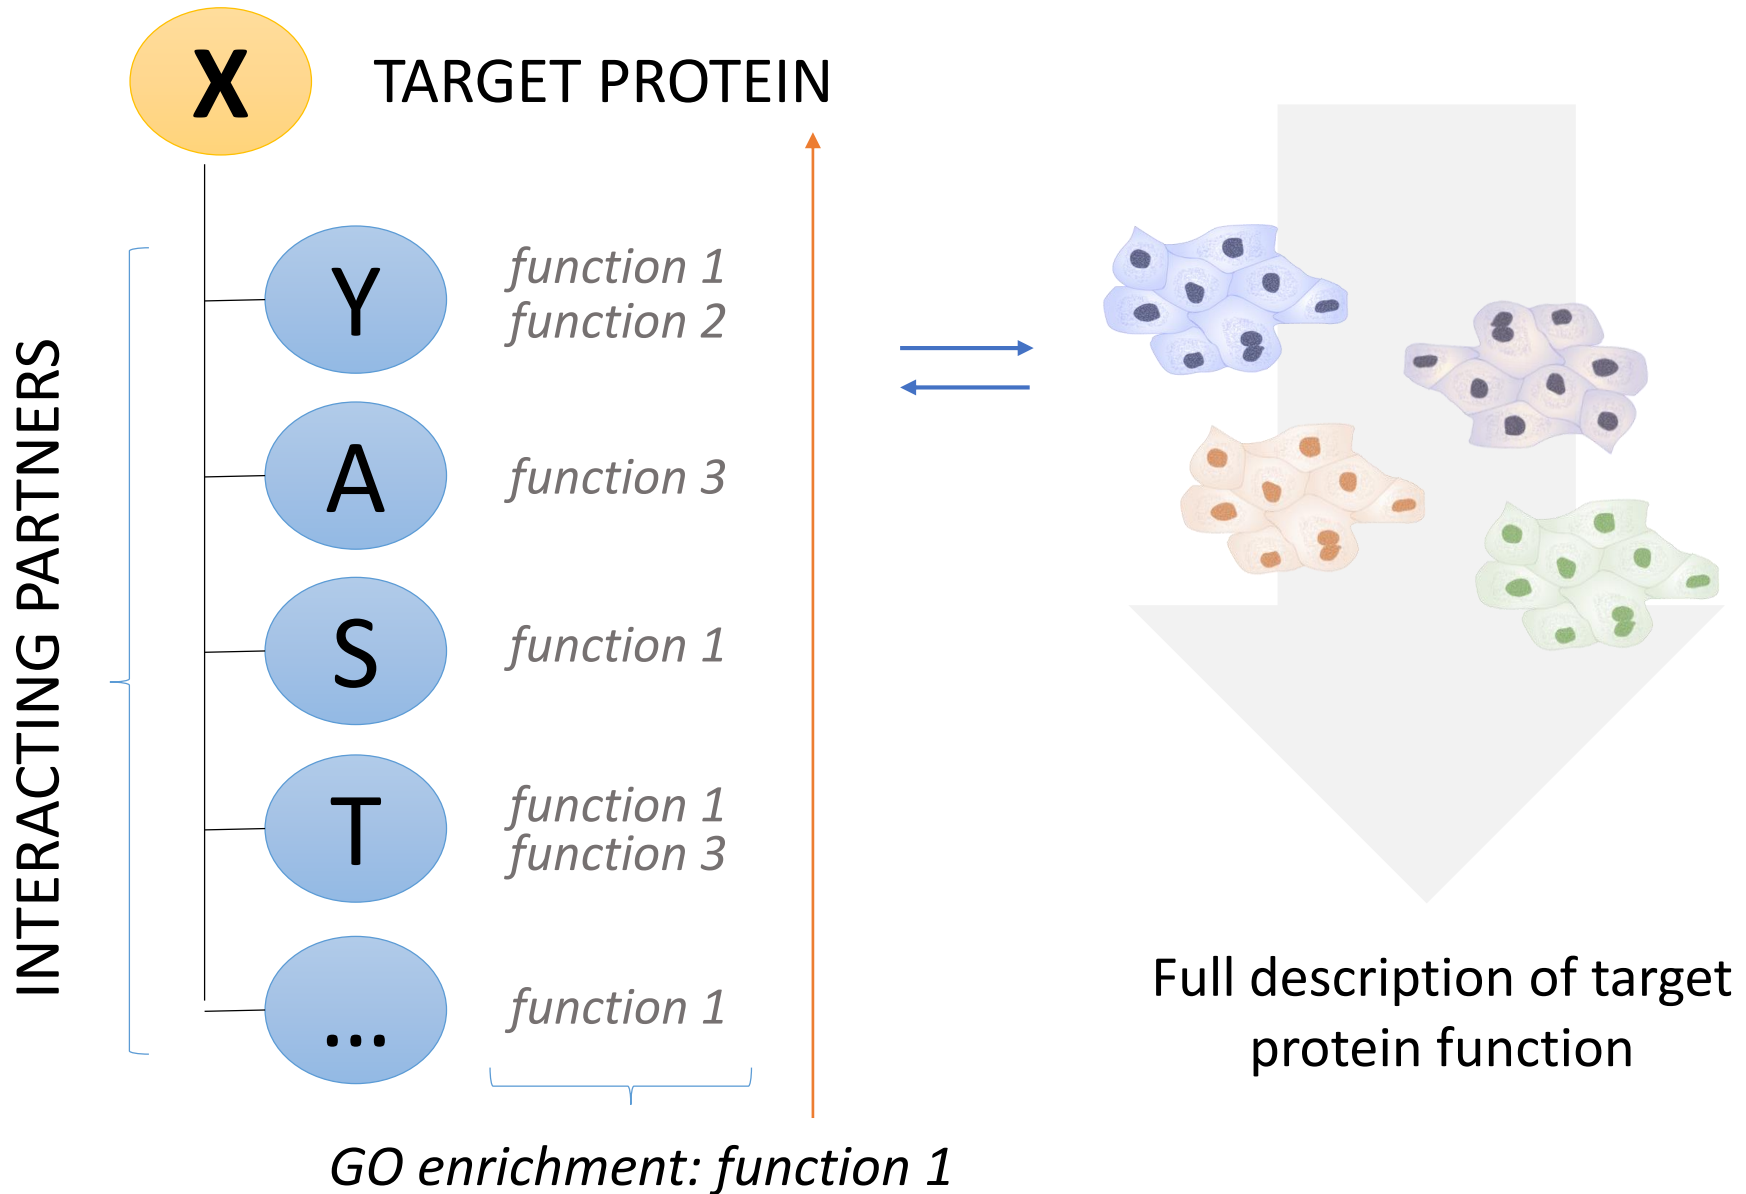 X
TARGET PROTEIN
INTERACTING PARTNERS
Y
function 1
function 2
A
function 3
S
function 1
T
function 1
function 3
...
function 1
GO enrichment: function 1
Full description of target
protein function